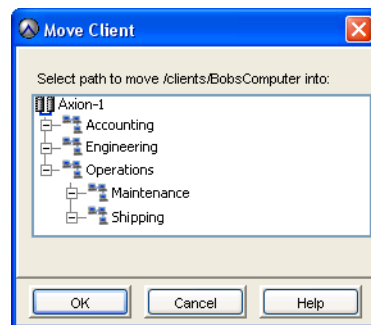 Move Client
Select path to move /clients/BobsComputer into:
Axion-1
Accounting
Engineering
Operations
Maintenance
Shipping
OK Cancel Help